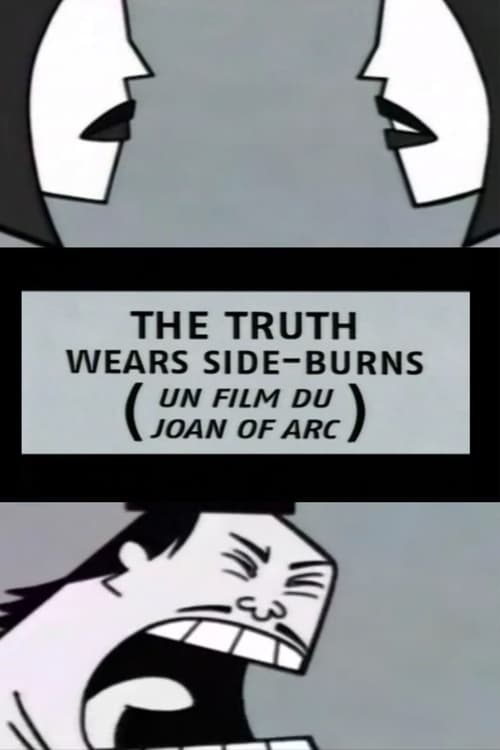 THE TRUTH
WEARS SIDE-BURNS
( UN FILM DU
JOAN OF ARC )